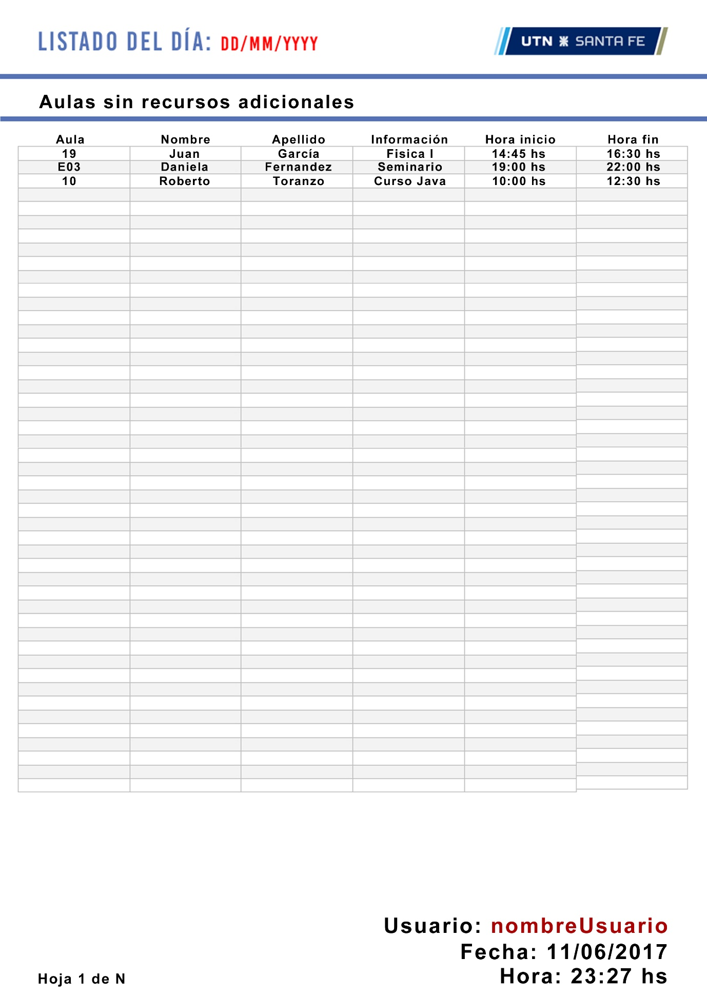 LISTADO DEL DÍA: DD/MM/YYYY
UTN SANTA FE
Aulas sin recursos adicionales
Aula Nombre Apellido Información Hora inicio Hora fin
19 Juan García Fisica I 14:45 hs 16:30 hs
E03 Daniela Fernandez Seminario 19:00 hs 22:00 hs
10 Roberto Toranzo Curso Java 10:00 hs 12:30 hs
Usuario: nombreUsuario
Fecha: 11/06/2017
Hora: 23:27 hs
Hoja 1 de N